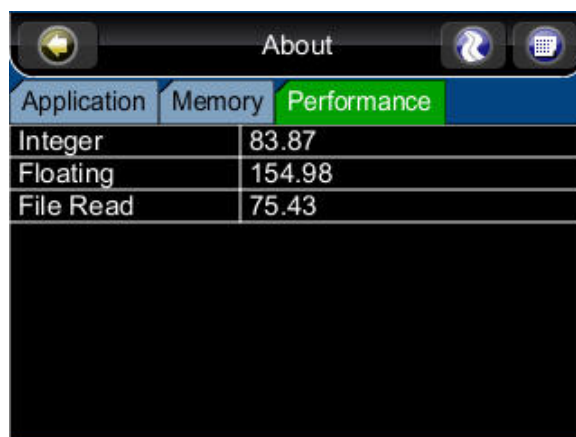 About
Application Memory Performance
Integer 83.87
Floating 154.98
File Read 75.43